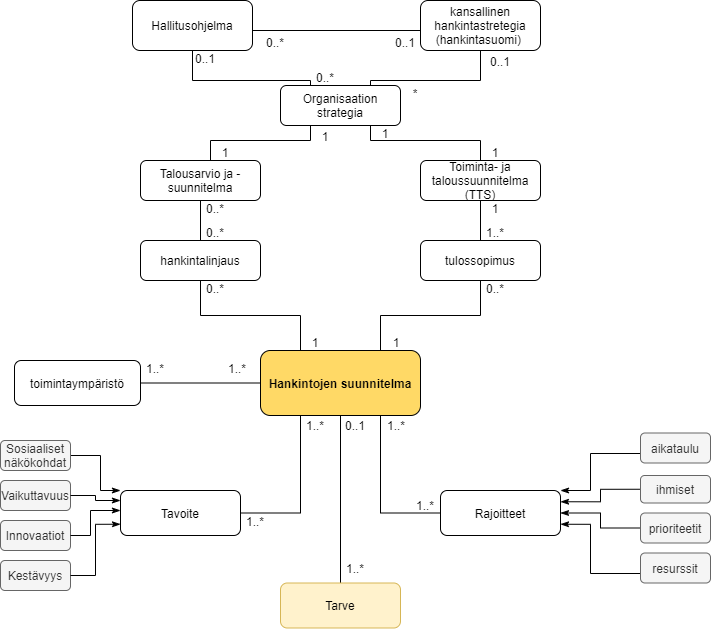 Hallitusohjelma
kansallinen
hankintastretegia
(hankintasuomi)
0..*
0..1
0..1
0..1
0..*
*
Organisaation
strategia
1
1
1
1
Talousarvio ja -
suunnitelma
Toiminta- ja
taloussuunnitelma
(TTS)
0..*
1
0..*
1..*
hankintalinjaus
tulossopimus
0..*
0..*
1
1
toimintaympäristö
1..*
1..*
Hankintojen suunnitelma
1..*
0..1
1..*
Sosiaaliset
näkökohdat
Vaikuttavuus
Innovaatiot
Kestävyys
Tavoite
1..*
1..*
Rajoitteet
aikataulu
ihmiset
prioriteetit
resurssit
1..*
Tarve